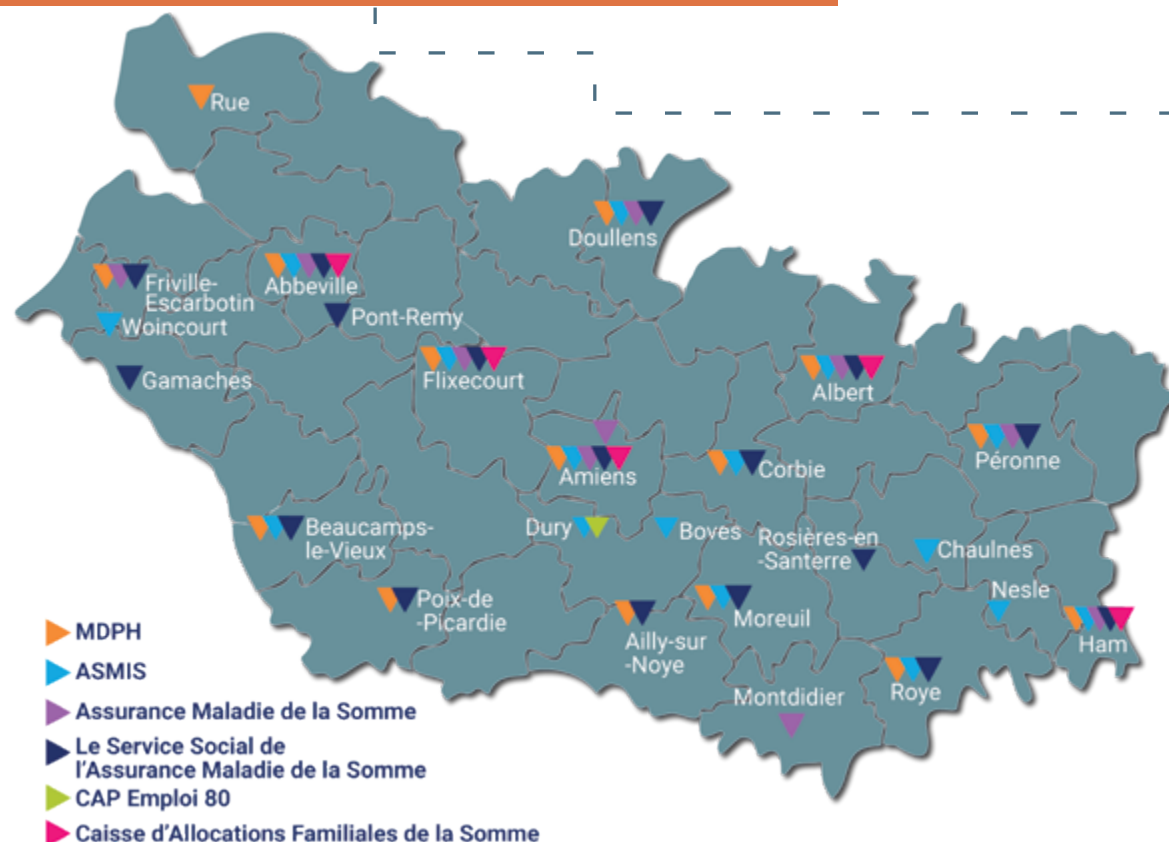 Rue
Doullens
Friville-
Escarbotin
Abbeville
Woincourt
Pont-Remy
Gamaches
Flixecourt
Albert
Amiens
Corbie
Péronne
Beaucamps-
le-Vieux
Dury
Boves
Rosières-en
-Santerre
Chaulnes
Nesle
Poix-de
-Picardie
Ailly-sur
-Noye
Moreuil
Ham
Roye
Montdidier
MDPH
ASMIS
Assurance Maladie de la Somme
Le Service Social de
l'Assurance Maladie de la Somme
CAP Emploi 80
Caisse d'Allocations Familiales de la Somme